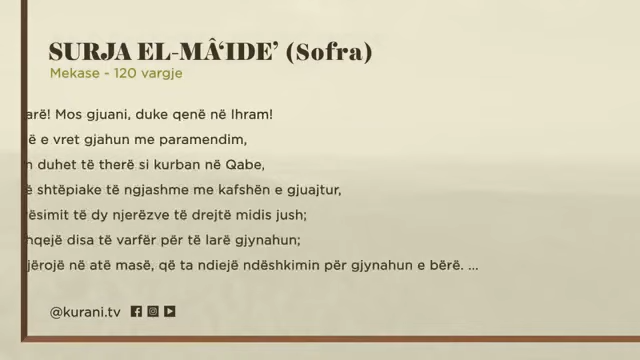 SURJA EL-MÂ‘IDE’ (Sofra)
Mekase - 120 vargje
arë! Mos gjuani, duke qenë në Ihram!
ë e vret gjahun me paramendim,
duhet të therë si kurban në Qabe,
ë shtëpiake të ngjashme me kafshën e gjuajtur,
ësimit të dy njerëzve të drejtë midis jush;
hqejë disa të varfër për të larë gjynahun;
jërojë në atë masë, që ta ndiejë ndëshkimin për gjynahun e bërë. ...
@kurani.tv